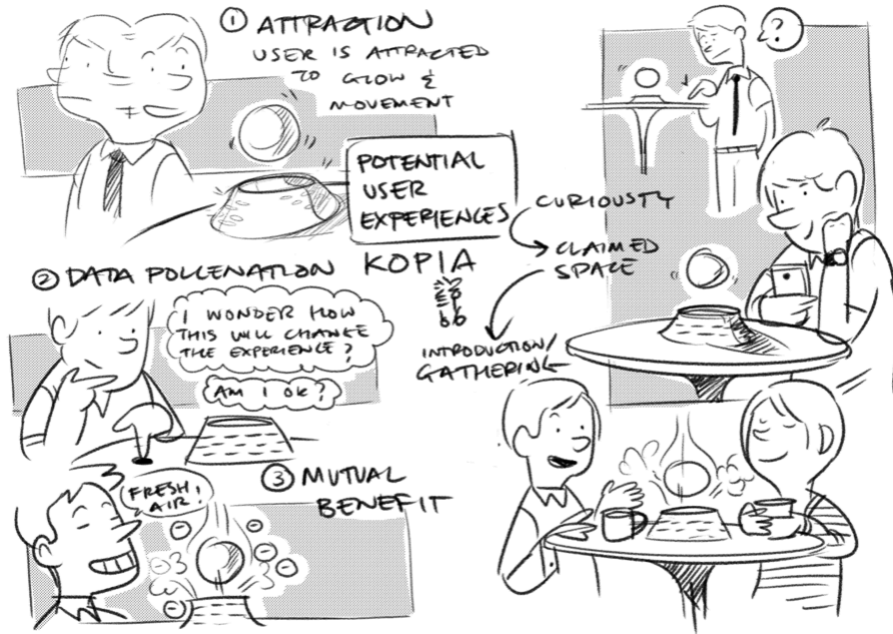 ① ATTRACTION
USER IS ATTRACTED
TO GLOW &
MOVEMENT
?
POTENTIAL
USER
EXPERIENCES
CURIOUSTY
CLAIMED
SPACE
INTRODUCTION/
GATHERING
KOPIA
② DATA POLLENATION
I WONDER HOW
THIS WILL CHANGE
THE EXPERIENCE?
AM I OK?
③ MUTUAL
BENEFIT
FRESH,
AIR.